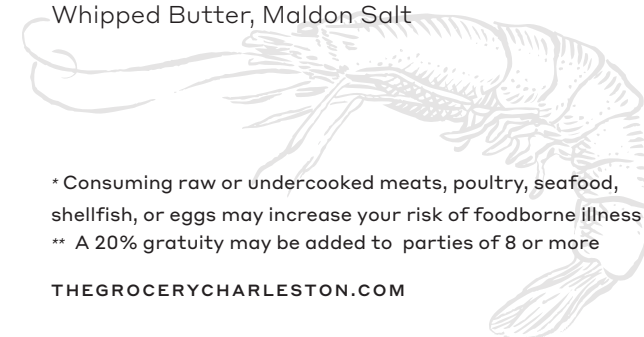 Whipped Butter, Maldon Salt
* Consuming raw or undercooked meats, poultry, seafood,
shellfish, or eggs may increase your risk of foodborne illness
** A 20% gratuity may be added to parties of 8 or more
THEGROCERYCHARLESTON.COM